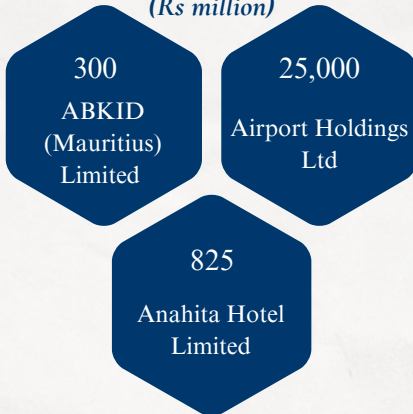 (Rs million)
300
ABKID
(Mauritius)
Limited
25,000
Airport Holdings
Ltd
825
Anahita Hotel
Limited